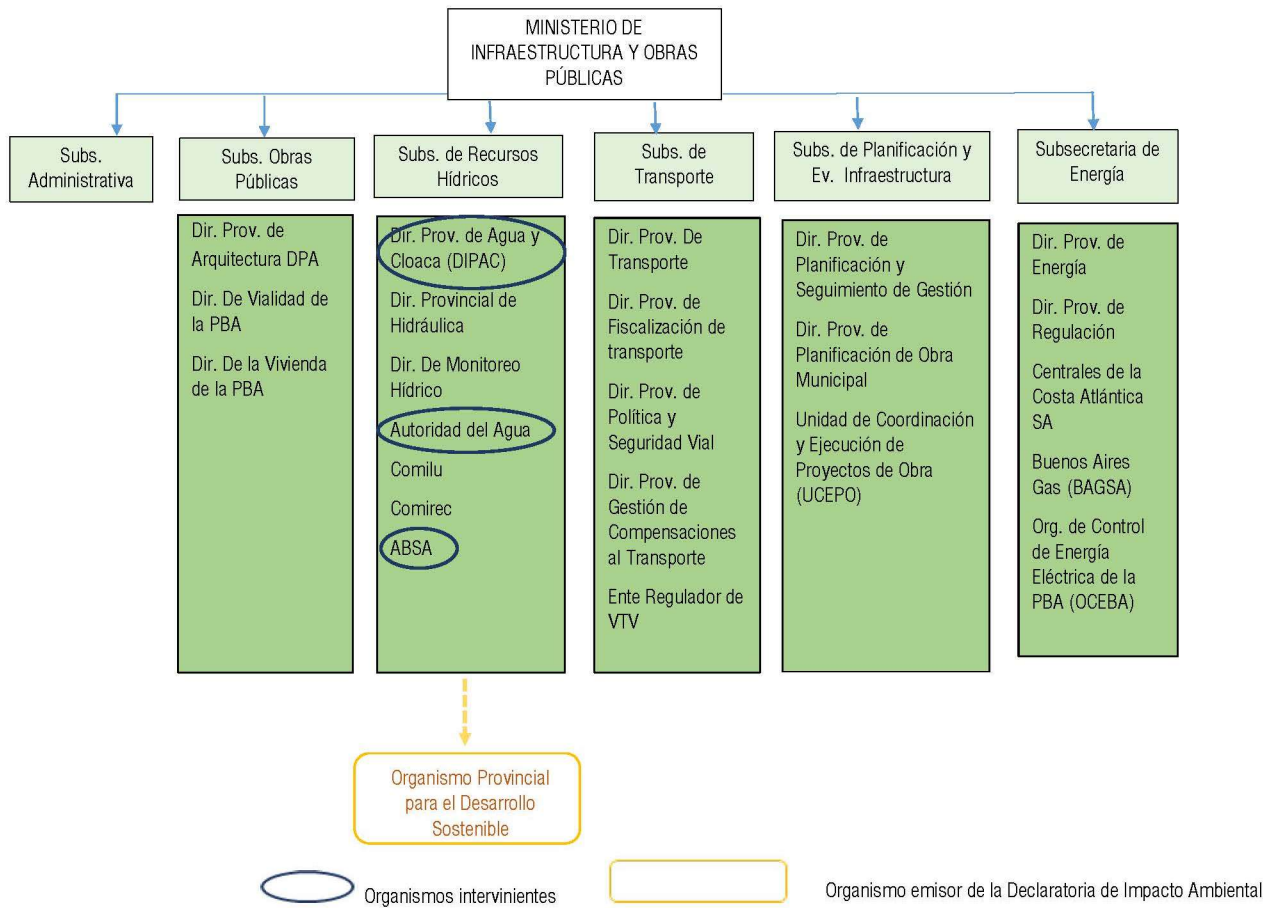 MINISTERIO DE
INFRAESTRUCTURA Y OBRAS
PÚBLICAS
Subs.
Administrativa
Subs. Obras
Públicas
Subs. de Recursos
Hídricos
Subs. de
Transporte
Subs. de Planificación y
Ev. Infraestructura
Subsecretaria de
Energía
Dir. Prov. de
Arquitectura DPA
Dir. De Vialidad de
la PBA
Dir. De la Vivienda
de la PBA
Dir. Prov. de Agua y
Cloaca (DIPAC)
Dir. Provincial de
Hidráulica
Dir. De Monitoreo
Hídrico
Autoridad del Agua
Comilu
Comirec
ABSA
Dir. Prov. De
Transporte
Dir. Prov. de
Fiscalización de
transporte
Dir. Prov. de
Política y
Seguridad Vial
Dir. Prov. de
Gestión de
Compensaciones
al Transporte
Ente Regulador de
VTV
Dir. Prov. de
Planificación y
Seguimiento de Gestión
Dir. Prov. de
Planificación de Obra
Municipal
Unidad de Coordinación
y Ejecución de
Proyectos de Obra
(UCEPO)
Dir. Prov. de
Energía
Dir. Prov. de
Regulación
Centrales de la
Costa Atlántica
SA
Buenos Aires
Gas (BAGSA)
Org. de Control
de Energía
Eléctrica de la
PBA (OCEBA)
Organismo Provincial
para el Desarrollo
Sostenible
Organismos intervinientes
Organismo emisor de la Declaratoria de Impacto Ambiental